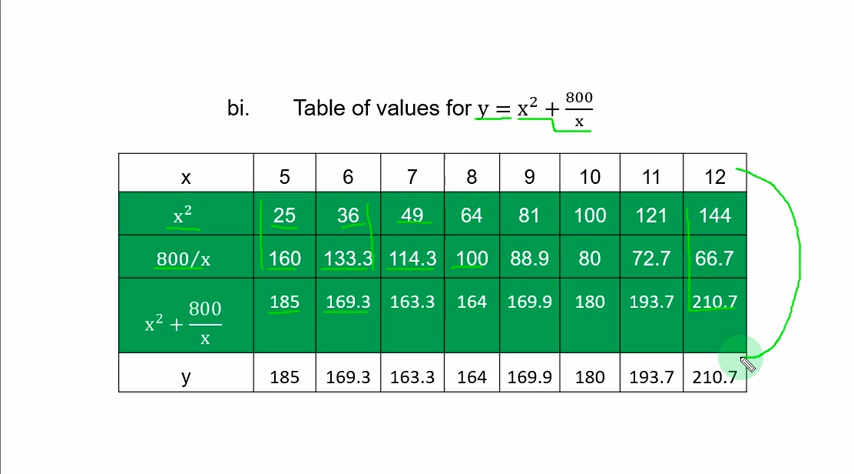 bi. Table of values for y = x² + 800/x
x 5 6 7 8 9 10 11 12
x² 25 36 49 64 81 100 121 144
800/x 160 133.3 114.3 100 88.9 80 72.7 66.7
x² + 800/x 185 169.3 163.3 164 169.9 180 193.7 210.7
y 185 169.3 163.3 164 169.9 180 193.7 210.7